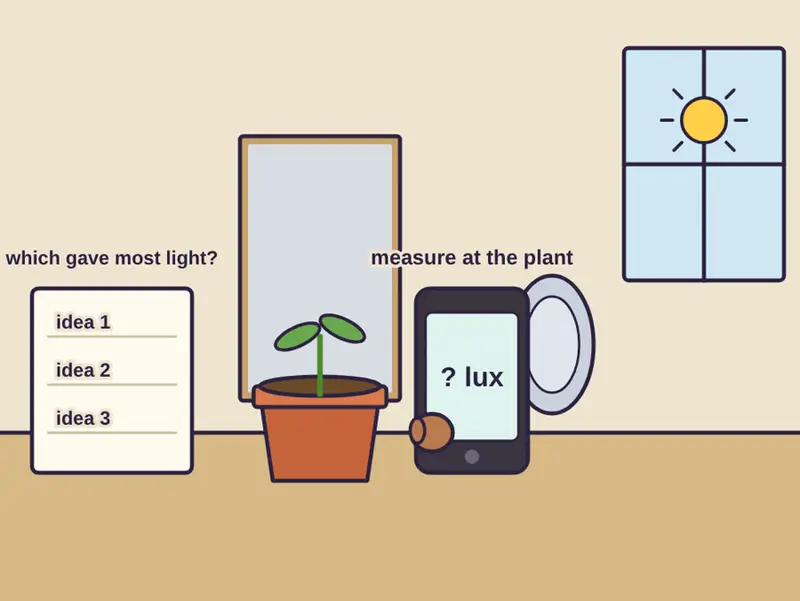 which gave most light?
idea 1
idea 2
idea 3
measure at the plant
? lux